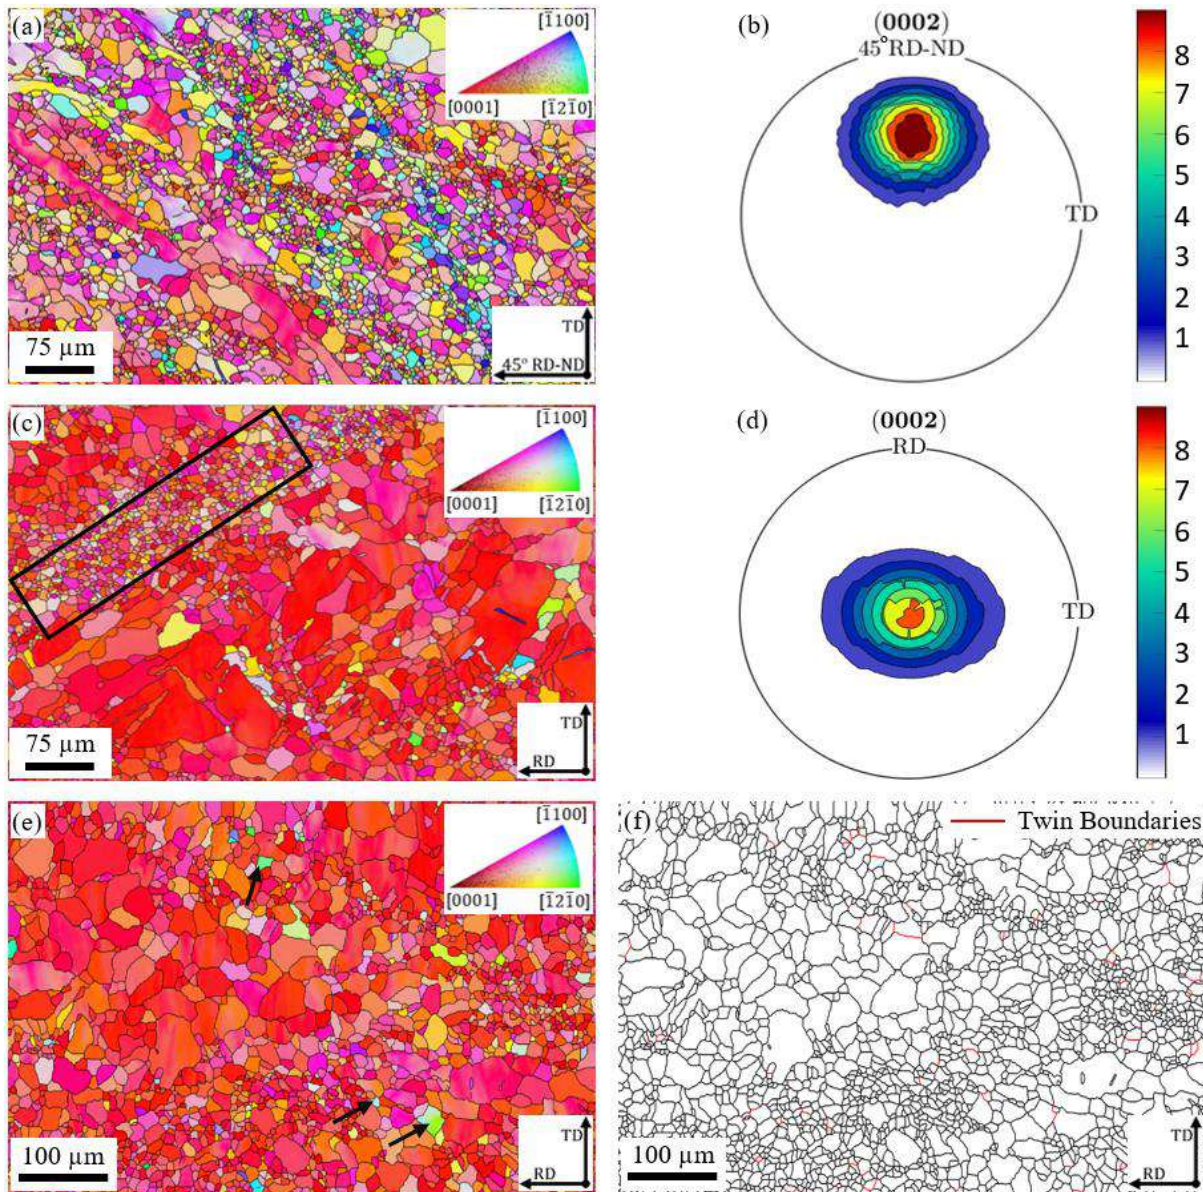 (a)
[1̅100]
[0001]
[1̅21̅0]
75 µm
TD
45° RD-ND
(b)
(0002)
45°RD-ND
TD
8
7
6
5
4
3
2
1
(c)
[1̅100]
[0001]
[1̅21̅0]
75 µm
TD
RD
(d)
(0002)
RD
TD
8
7
6
5
4
3
2
1
(e)
[1̅100]
[0001]
[1̅21̅0]
100 µm
TD
RD
(f)
Twin Boundaries
100 µm
TD
RD